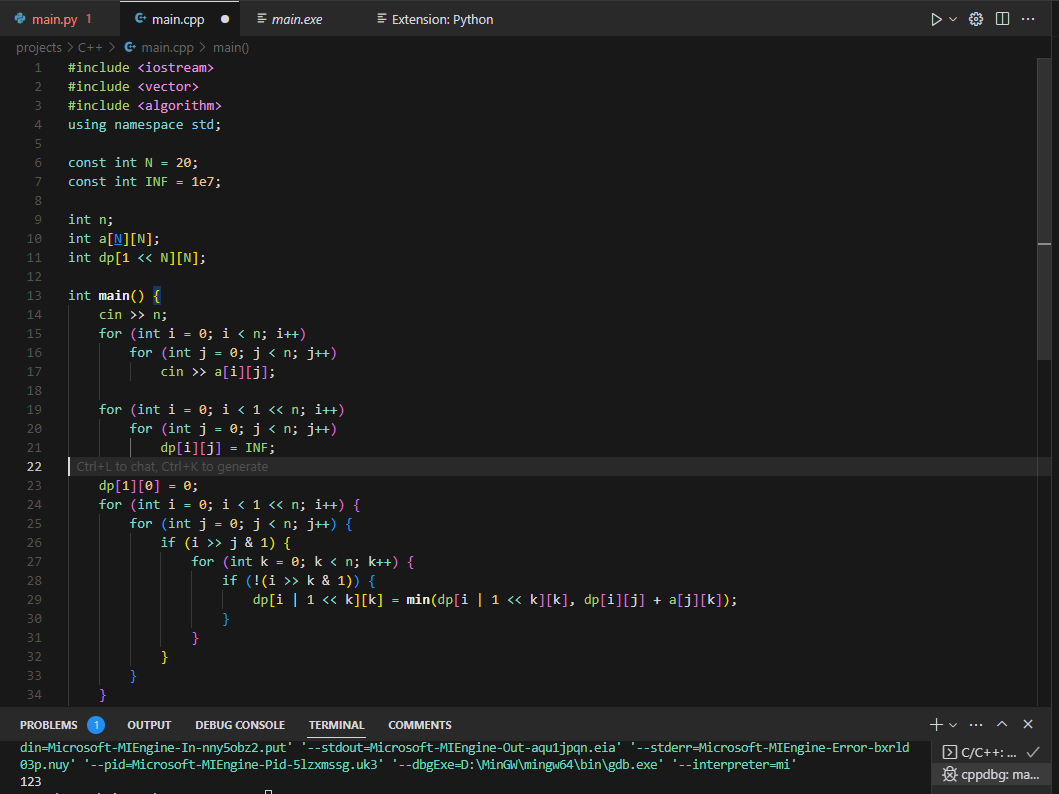 main.py 1 main.cpp main.exe Extension: Python
projects > C++ > main.cpp > main()
1 #include <iostream>
2 #include <vector>
3 #include <algorithm>
4 using namespace std;
5
6 const int N = 20;
7 const int INF = 1e7;
8
9 int n;
10 int a[N][N];
11 int dp[1 << N][N];
12
13 int main() {
14 cin >> n;
15 for (int i = 0; i < n; i++)
16 for (int j = 0; j < n; j++)
17 cin >> a[i][j];
18
19 for (int i = 0; i < 1 << n; i++)
20 for (int j = 0; j < n; j++)
21 dp[i][j] = INF;
22 Ctrl+L to chat, Ctrl+K to generate
23 dp[1][0] = 0;
24 for (int i = 0; i < 1 << n; i++) {
25 for (int j = 0; j < n; j++) {
26 if (i >> j & 1) {
27 for (int k = 0; k < n; k++) {
28 if (!(i >> k & 1)) {
29 dp[i | 1 << k][k] = min(dp[i | 1 << k][k], dp[i][j] + a[j][k]);
30 }
31 }
32 }
33 }
34 }
PROBLEMS 1 OUTPUT DEBUG CONSOLE TERMINAL COMMENTS
din=Microsoft-MIEngine-In-nny5obz2.put' '--stdout=Microsoft-MIEngine-Out-aqu1jpqn.eia' '--stderr=Microsoft-MIEngine-Error-bxrld
03p.nuy' '--pid=Microsoft-MIEngine-Pid-5lzxmssg.uk3' '--dbgExe=D:\MinGW\mingw64\bin\gdb.exe' '--interpreter=mi'
123
C/C++: ...
cppdbg: ma...